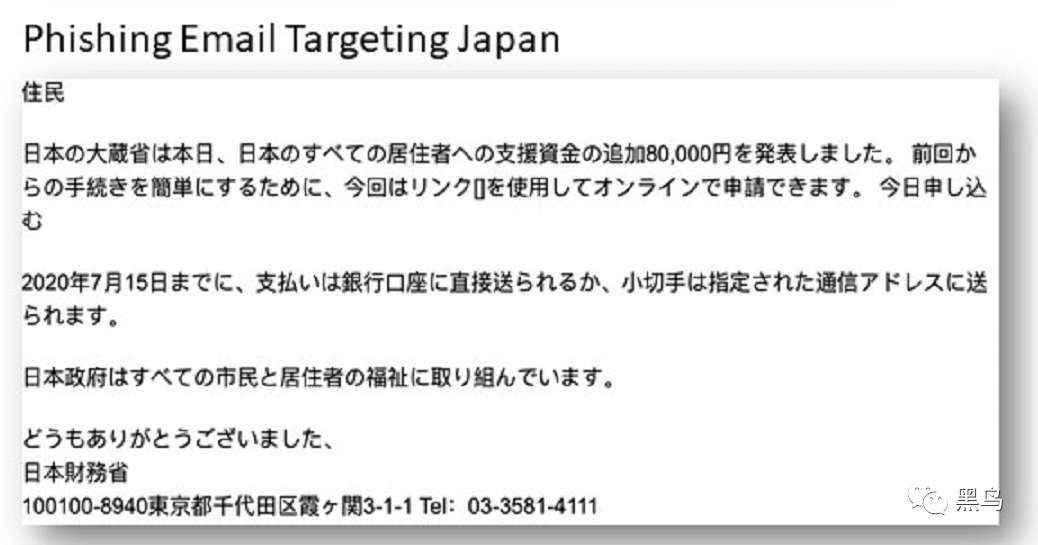 Phishing Email Targeting Japan
住民
日本の大蔵省は本日、日本のすべての居住者への支援資金の追加80,000円を発表しました。 前回か
らの手続きを簡単にするために、今回はリンク[]を使用してオンラインで申請できます。 今日申し込
む
2020年7月15日までに、支払いは銀行口座に直接送られるか、小切手は指定された通信アドレスに送
られます。
日本政府はすべての市民と居住者の福祉に取り組んでいます。
どうもありがとうございました、
日本財務省
100100-8940東京都千代田区霞ヶ関3-1-1 Tel：03-3581-4111
黑鸟